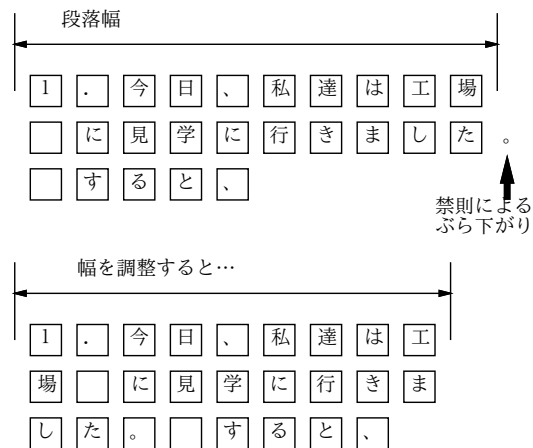 段落幅
1．今日、私達は工場
　に見学に行きました。
　すると、
禁則による
ぶら下がり
幅を調整すると…
1．今日、私達は工
場　に見学に行きま
した。　すると、